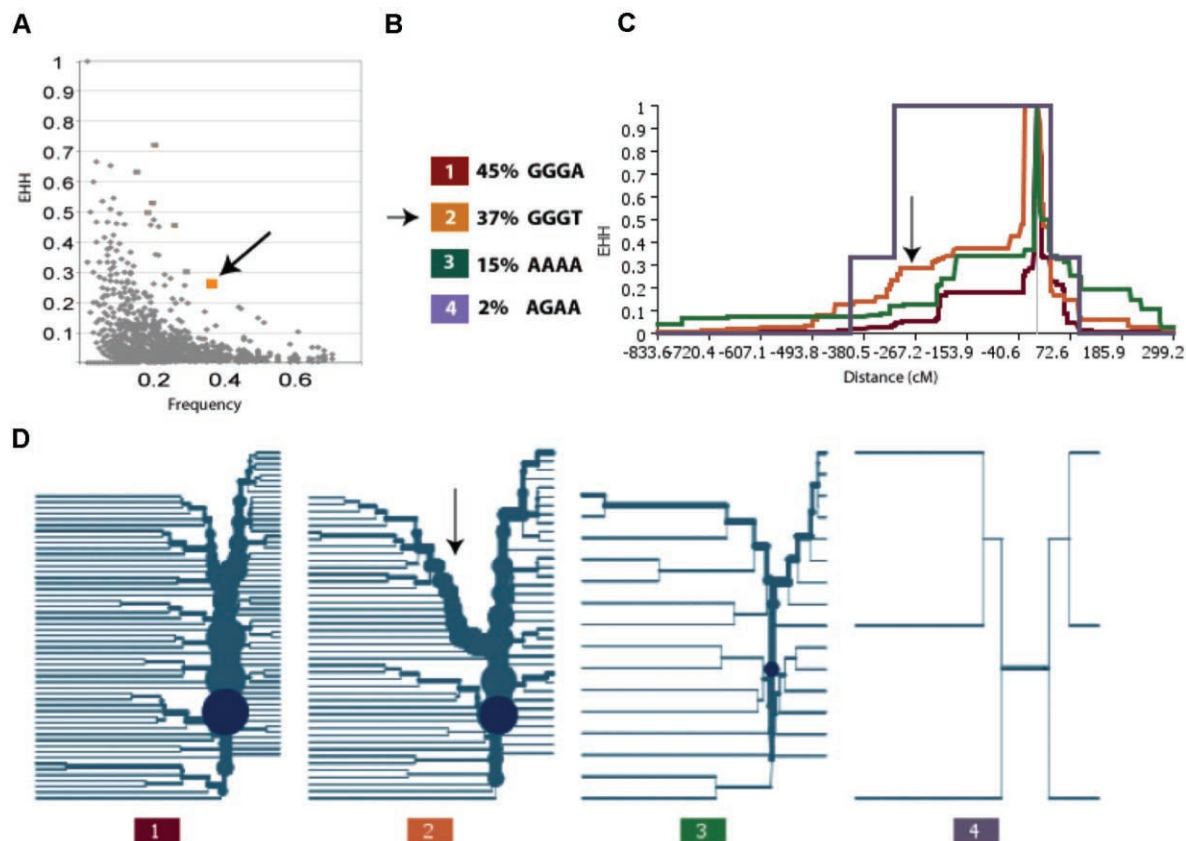 A
B
C
1
0.9
0.8
0.7
0.6
0.5
0.4
0.3
0.2
0.1
EHH
0.2 0.4 0.6
Frequency
1 45% GGGA
2 37% GGGT
3 15% AAAA
4 2% AGAA
1
0.9
0.8
0.7
0.6
0.5
0.4
0.3
0.2
0.1
0
EHH
-833.6720.4 -607.1 -493.8 -380.5 -267.2 -153.9 -40.6 72.6 185.9 299.2
Distance (cM)
D
1 2 3 4